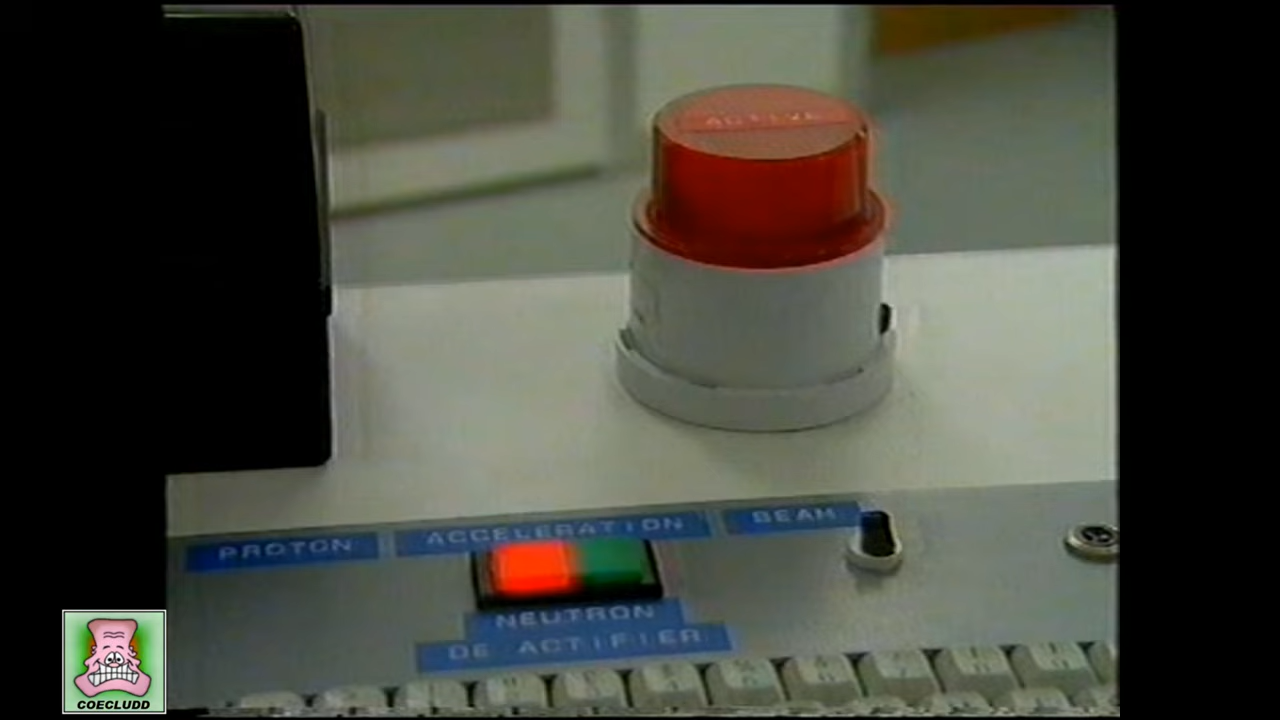 ACTIVE
PROTON ACCELERATION BEAM
NEUTRON
DE ACTIFIER
COECLUDD